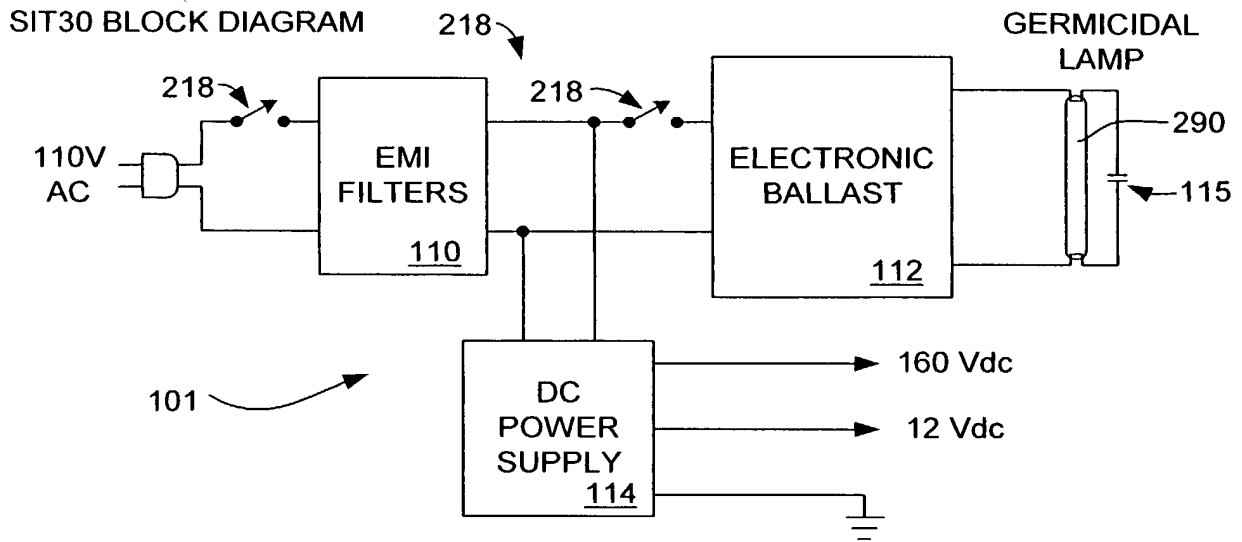 SIT30 BLOCK DIAGRAM
218
GERMICIDAL
LAMP
218
218
290
110V
AC
EMI
FILTERS
110
ELECTRONIC
BALLAST
112
115
101
DC
POWER
SUPPLY
114
160 Vdc
12 Vdc